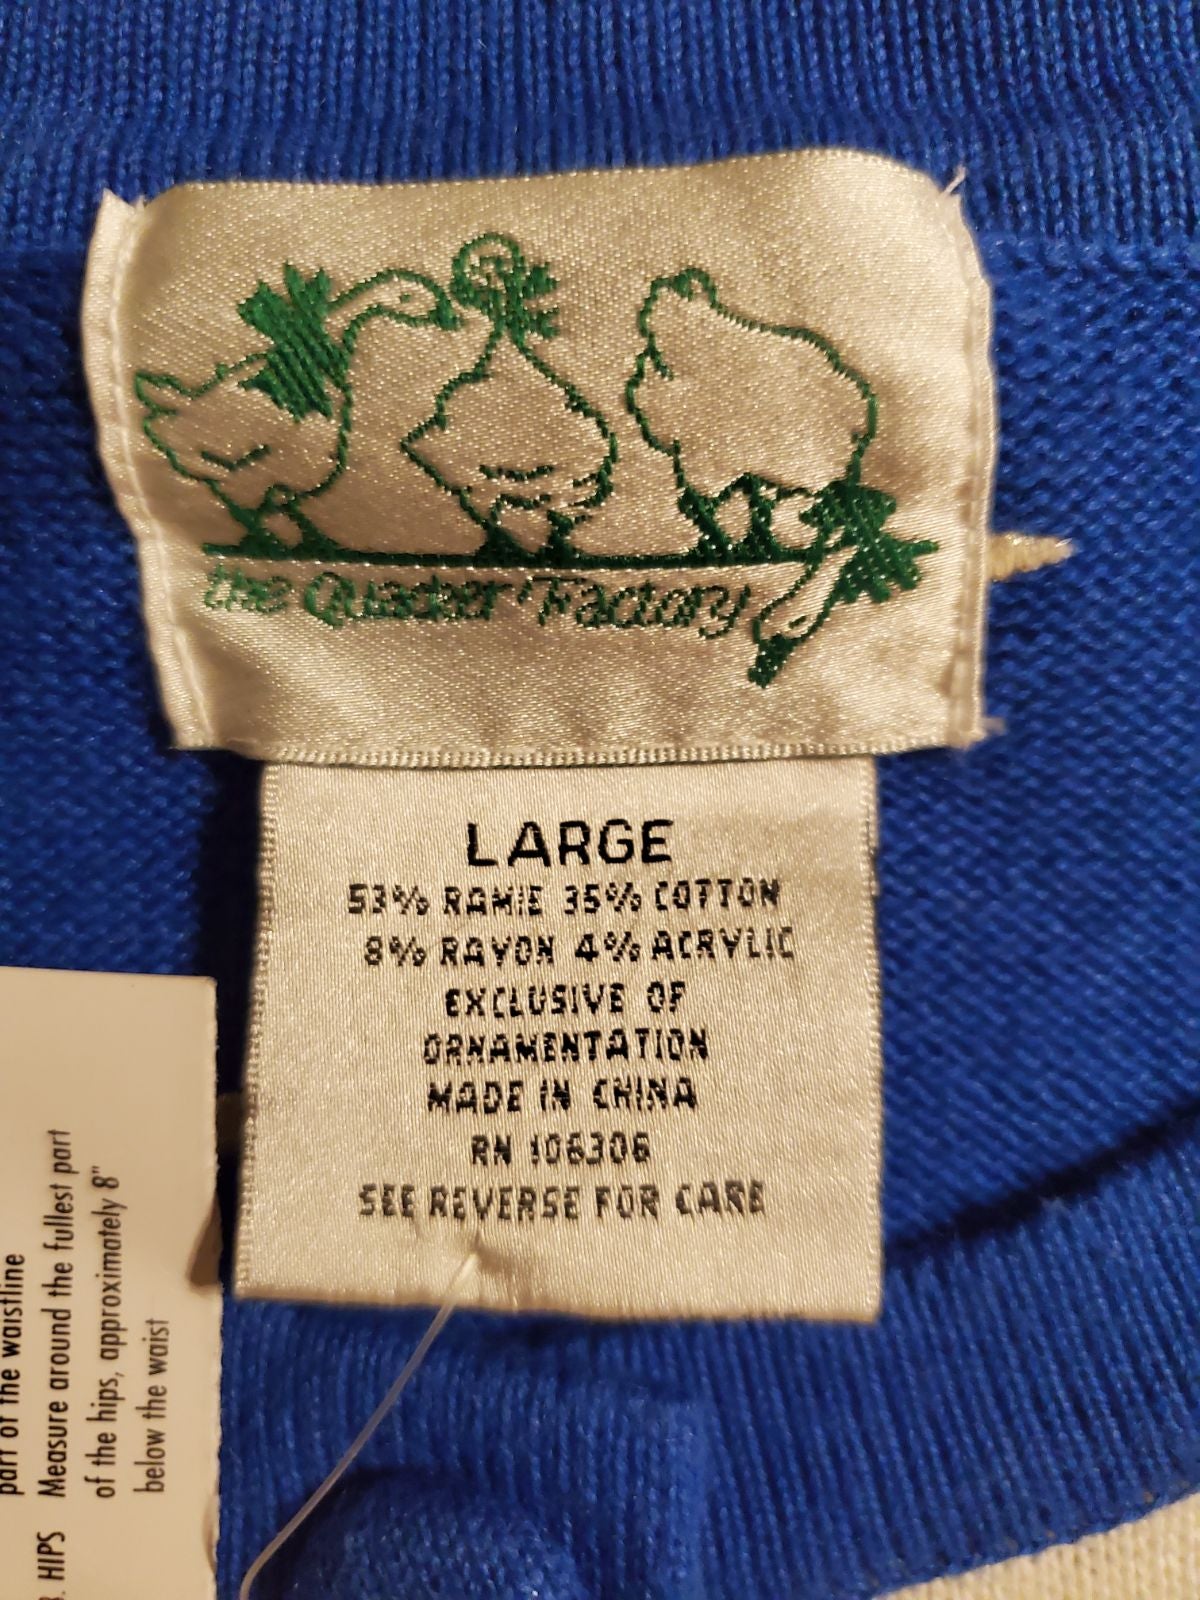 the Quacker Factory
LARGE
53% RAMIE 35% COTTON
8% RAYON 4% ACRYLIC
EXCLUSIVE OF
ORNAMENTATION
MADE IN CHINA
RN 106306
SEE REVERSE FOR CARE
part of the waistline
HIPS Measure around the fullest part
of the hips, approximately 8"
below the waist